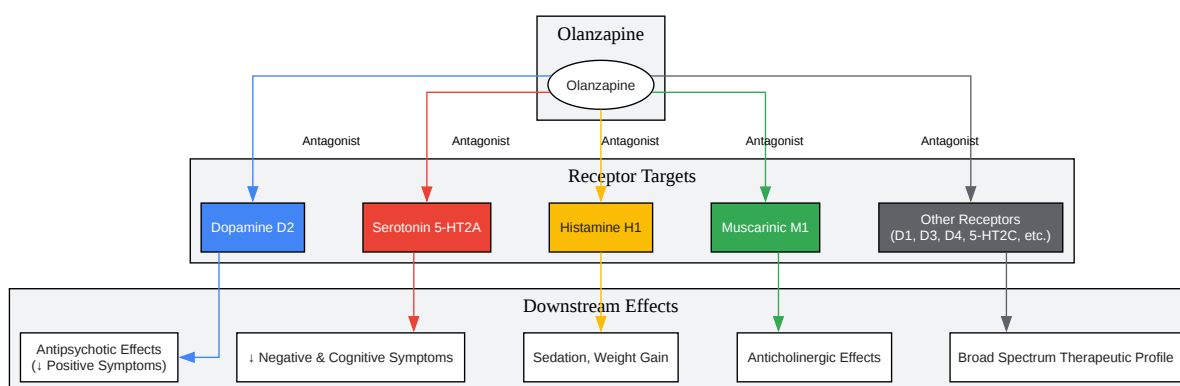 Olanzapine
Olanzapine
Antagonist
Antagonist
Antagonist
Antagonist
Antagonist
Receptor Targets
Dopamine D2
Serotonin 5-HT2A
Histamine H1
Muscarinic M1
Other Receptors
(D1, D3, D4, 5-HT2C, etc.)
Downstream Effects
Antipsychotic Effects
(↓ Positive Symptoms)
↓ Negative & Cognitive Symptoms
Sedation, Weight Gain
Anticholinergic Effects
Broad Spectrum Therapeutic Profile